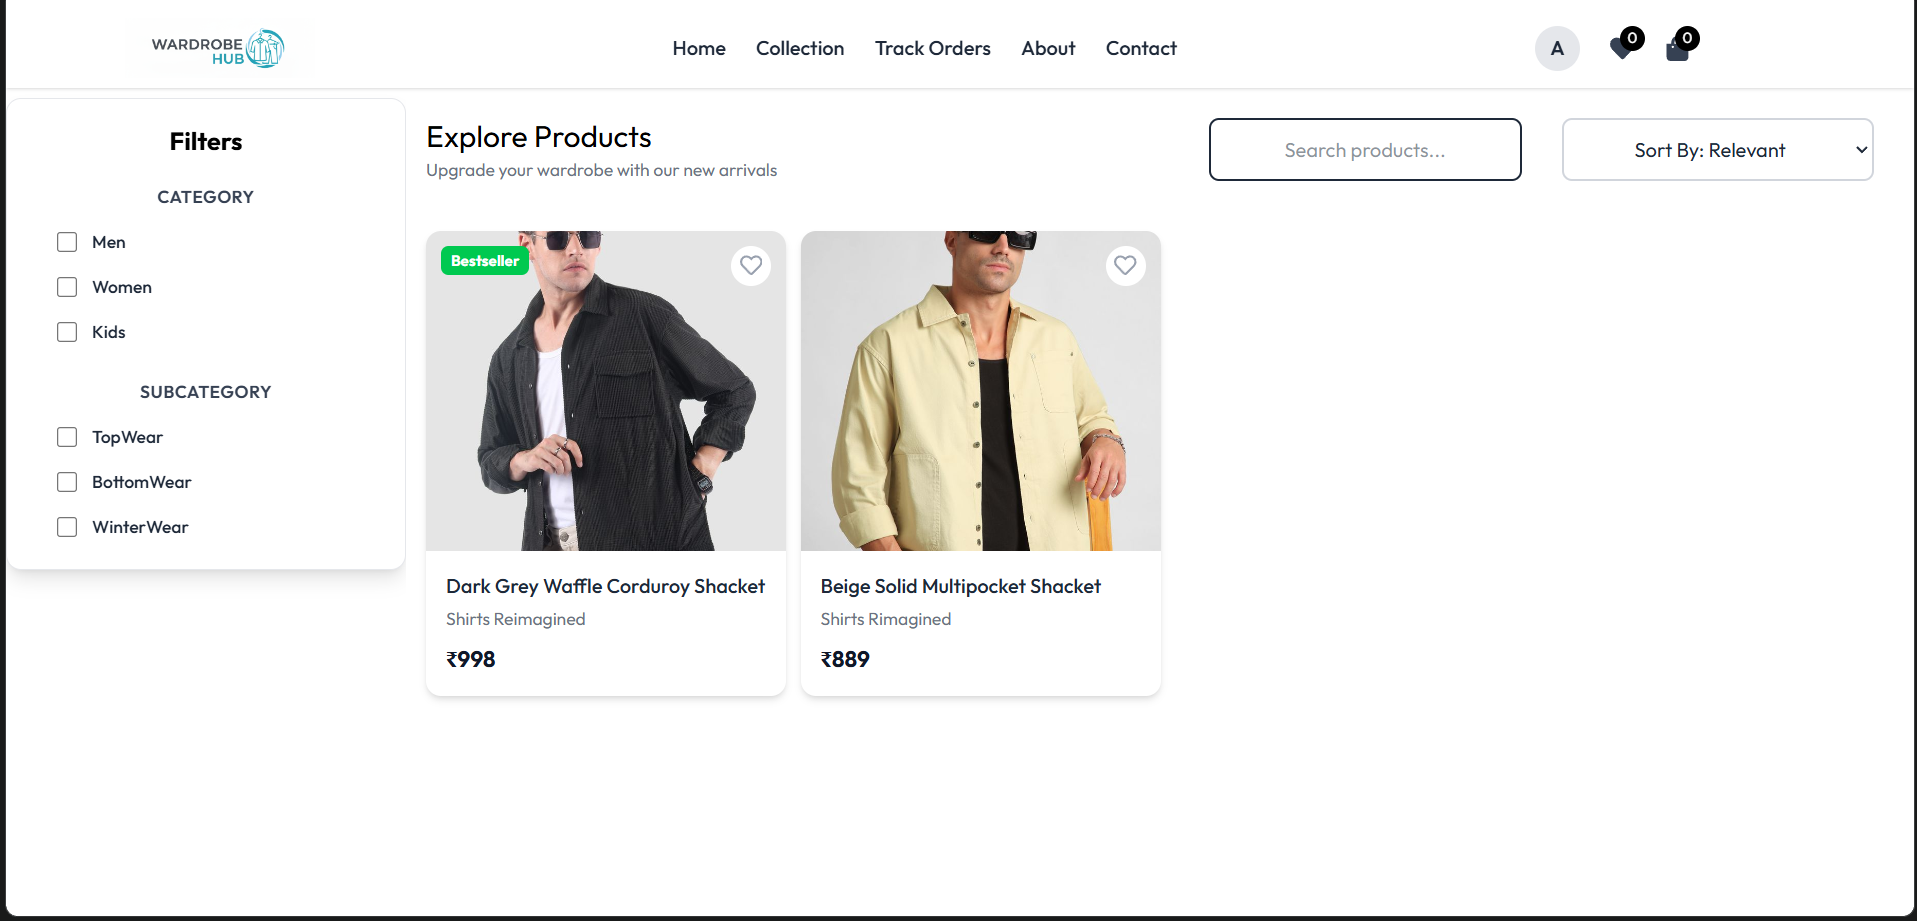 WARDROBE
HUB
Home Collection Track Orders About Contact
A
0
0
Filters
CATEGORY
Men
Women
Kids
SUBCATEGORY
TopWear
BottomWear
WinterWear
Explore Products
Upgrade your wardrobe with our new arrivals
Search products...
Sort By: Relevant
Bestseller
Dark Grey Waffle Corduroy Shacket
Shirts Reimagined
₹998
Beige Solid Multipocket Shacket
Shirts Rimagined
₹889